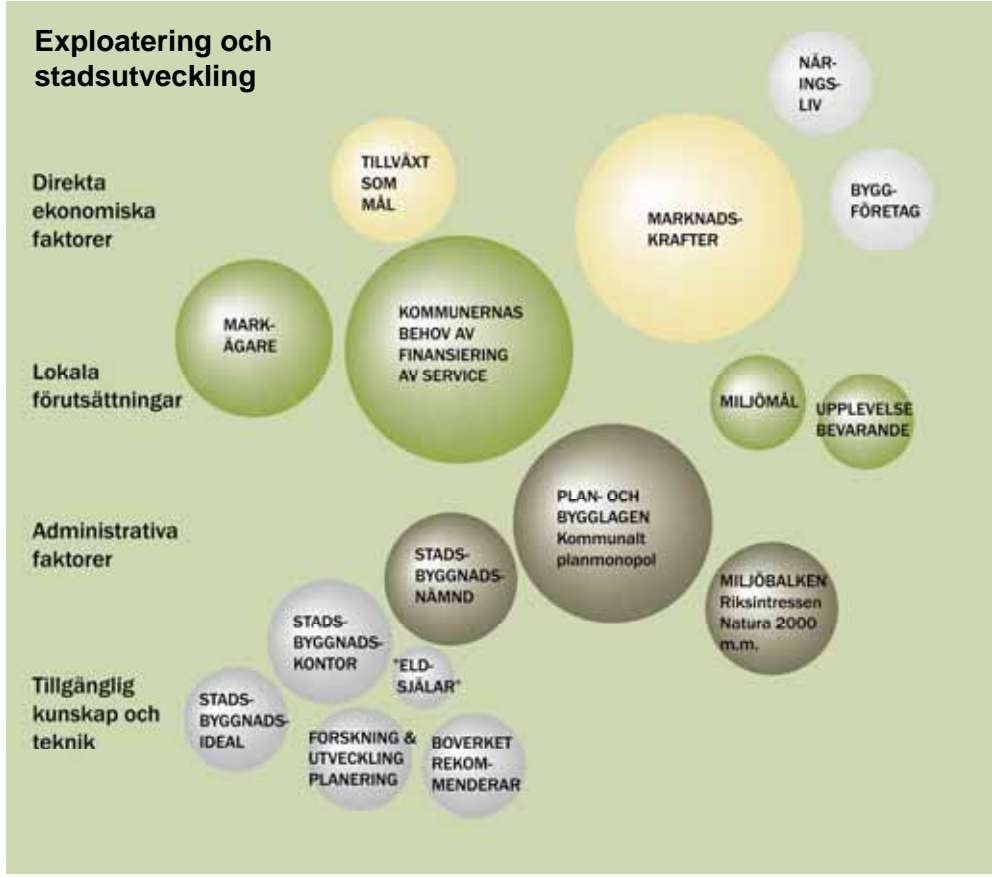 Exploatering och
stadsutveckling
NÄR-
INGS-
LIV
Direkta
ekonomiska
faktorer
TILLVÄXT
SOM
MÅL
MARKNADS-
KRAFTER
BYGG-
FÖRETAG
MARK-
ÄGARE
KOMMUNERNAS
BEHOV AV
FINANSIERING
AV SERVICE
Lokala
förutsättningar
MILJÖMÅL
UPPLEVELSE
BEVARANDE
Administrativa
faktorer
STADS-
BYGGNADS-
NÄMND
PLAN- OCH
BYGGLAGEN
Kommunalt
planmonopol
MILJÖBALKEN
Riksintressen
Natura 2000
m.m.
STADS-
BYGGNADS-
KONTOR
"ELD-
SJÄLAR"
Tillgänglig
kunskap och
teknik
STADS-
BYGGNADS-
IDEAL
FORSKNING &
UTVECKLING
PLANERING
BOVERKET
REKOM-
MENDERAR